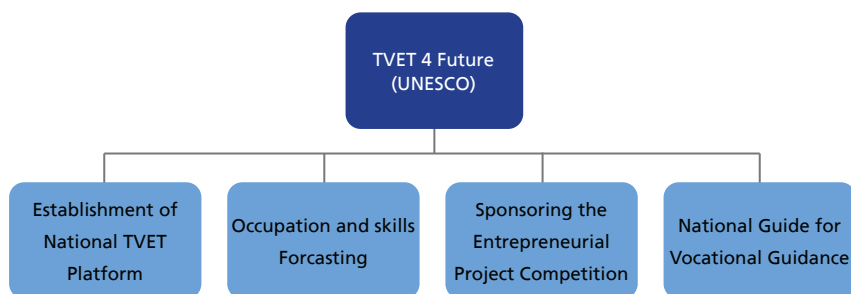 TVET 4 Future
(UNESCO)
Establishment of
National TVET
Platform
Occupation and skills
Forcasting
Sponsoring the
Entrepreneurial
Project Competition
National Guide for
Vocational Guidance